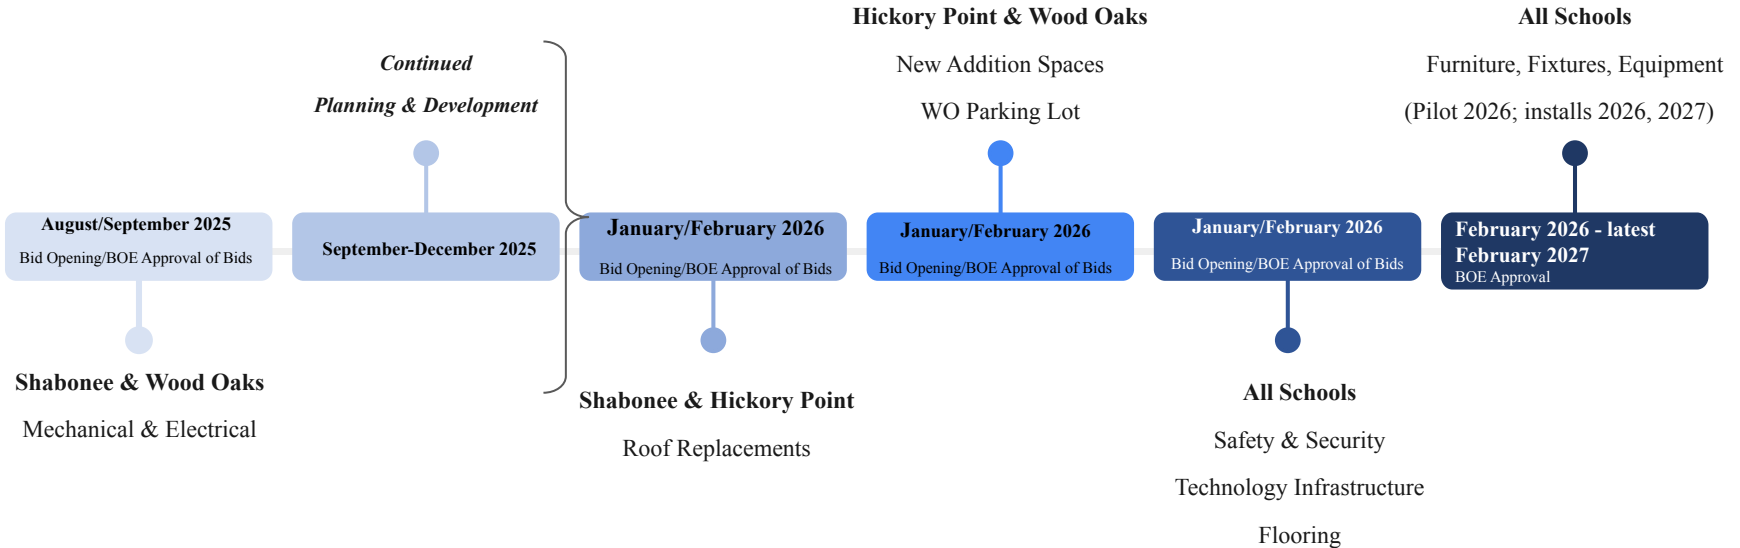 August/September 2025
Bid Opening/BOE Approval of Bids
Shabonee & Wood Oaks
Mechanical & Electrical
Continued
Planning & Development
September-December 2025
January/February 2026
Bid Opening/BOE Approval of Bids
Shabonee & Hickory Point
Roof Replacements
Hickory Point & Wood Oaks
New Addition Spaces
WO Parking Lot
January/February 2026
Bid Opening/BOE Approval of Bids
January/February 2026
Bid Opening/BOE Approval of Bids
All Schools
Safety & Security
Technology Infrastructure
Flooring
All Schools
Furniture, Fixtures, Equipment
(Pilot 2026; installs 2026, 2027)
February 2026 - latest
February 2027
BOE Approval